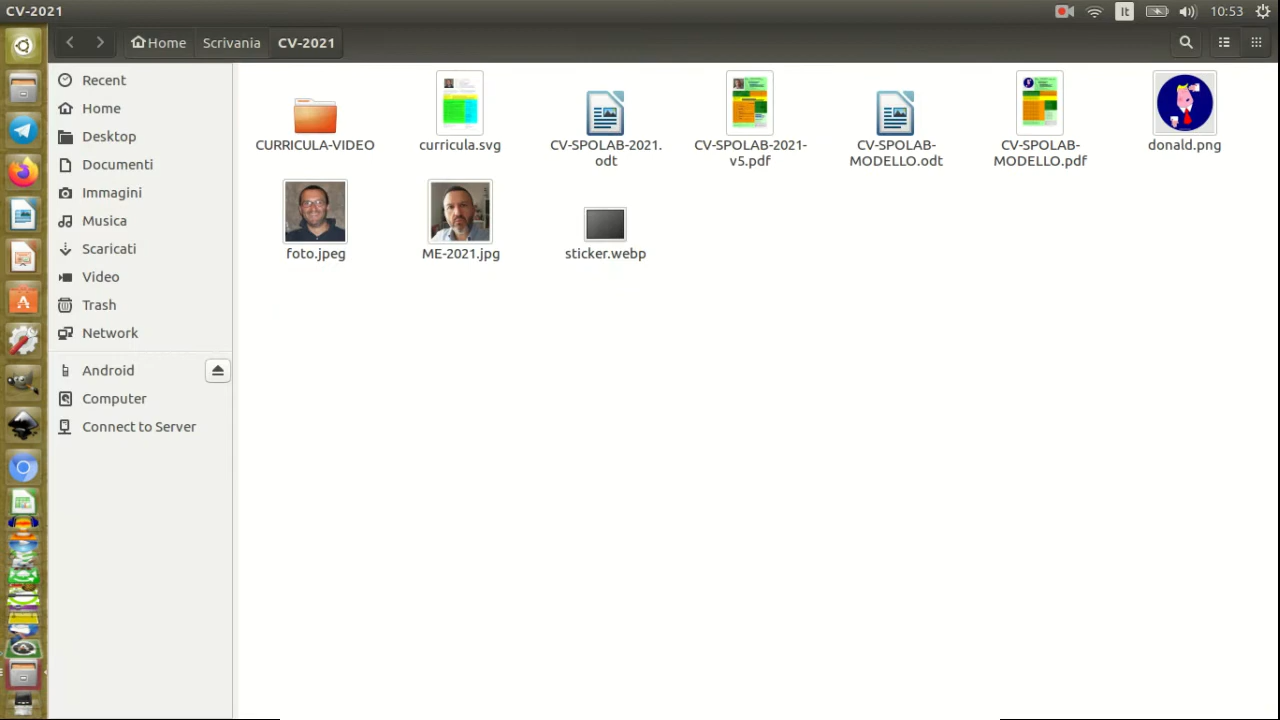 CV-2021
It
10:53
Home
Scrivania
CV-2021
Recent
Home
Desktop
Documenti
Immagini
Musica
Scaricati
Video
Trash
Network
Android
Computer
Connect to Server
CURRICULA-VIDEO
curricula.svg
CV-SPOLAB-2021.
odt
CV-SPOLAB-2021-
v5.pdf
CV-SPOLAB-
MODELLO.odt
CV-SPOLAB-
MODELLO.pdf
donald.png
foto.jpeg
ME-2021.jpg
sticker.webp